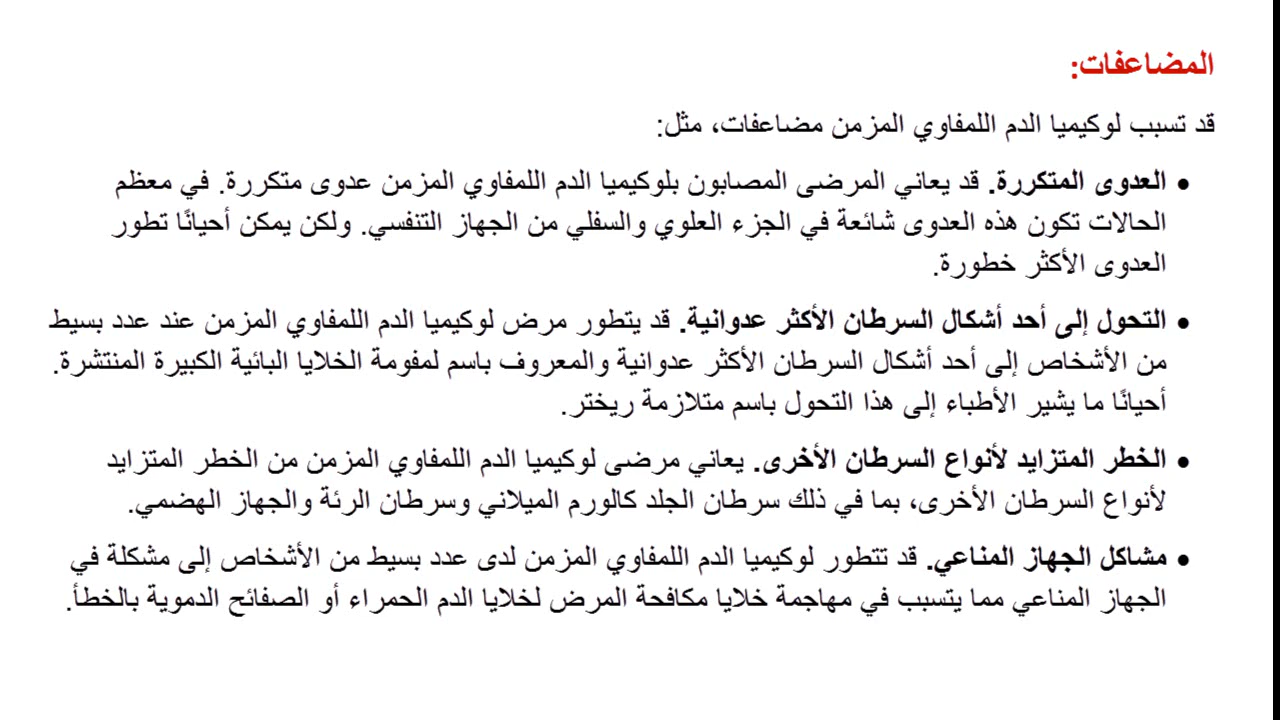 المضاعفات:
قد تسبب لوكيميا الدم اللمفاوي المزمن مضاعفات، مثل:
• العدوى المتكررة. قد يعاني المرضى المصابون بلوكيميا الدم اللمفاوي المزمن عدوى متكررة. في معظم
الحالات تكون هذه العدوى شائعة في الجزء العلوي والسفلي من الجهاز التنفسي. ولكن يمكن أحيانًا تطور
العدوى الأكثر خطورة.
• التحول إلى أحد أشكال السرطان الأكثر عدوانية. قد يتطور مرض لوكيميا الدم اللمفاوي المزمن عند عدد بسيط
من الأشخاص إلى أحد أشكال السرطان الأكثر عدوانية والمعروف باسم لمفومة الخلايا البائية الكبيرة المنتشرة.
أحيانًا ما يشير الأطباء إلى هذا التحول باسم متلازمة ريختر.
• الخطر المتزايد لأنواع السرطان الأخرى. يعاني مرضى لوكيميا الدم اللمفاوي المزمن من الخطر المتزايد
لأنواع السرطان الأخرى، بما في ذلك سرطان الجلد كالورم الميلاني وسرطان الرئة والجهاز الهضمي.
• مشاكل الجهاز المناعي. قد تتطور لوكيميا الدم اللمفاوي المزمن لدى عدد بسيط من الأشخاص إلى مشكلة في
الجهاز المناعي مما يتسبب في مهاجمة خلايا مكافحة المرض لخلايا الدم الحمراء أو الصفائح الدموية بالخطأ.